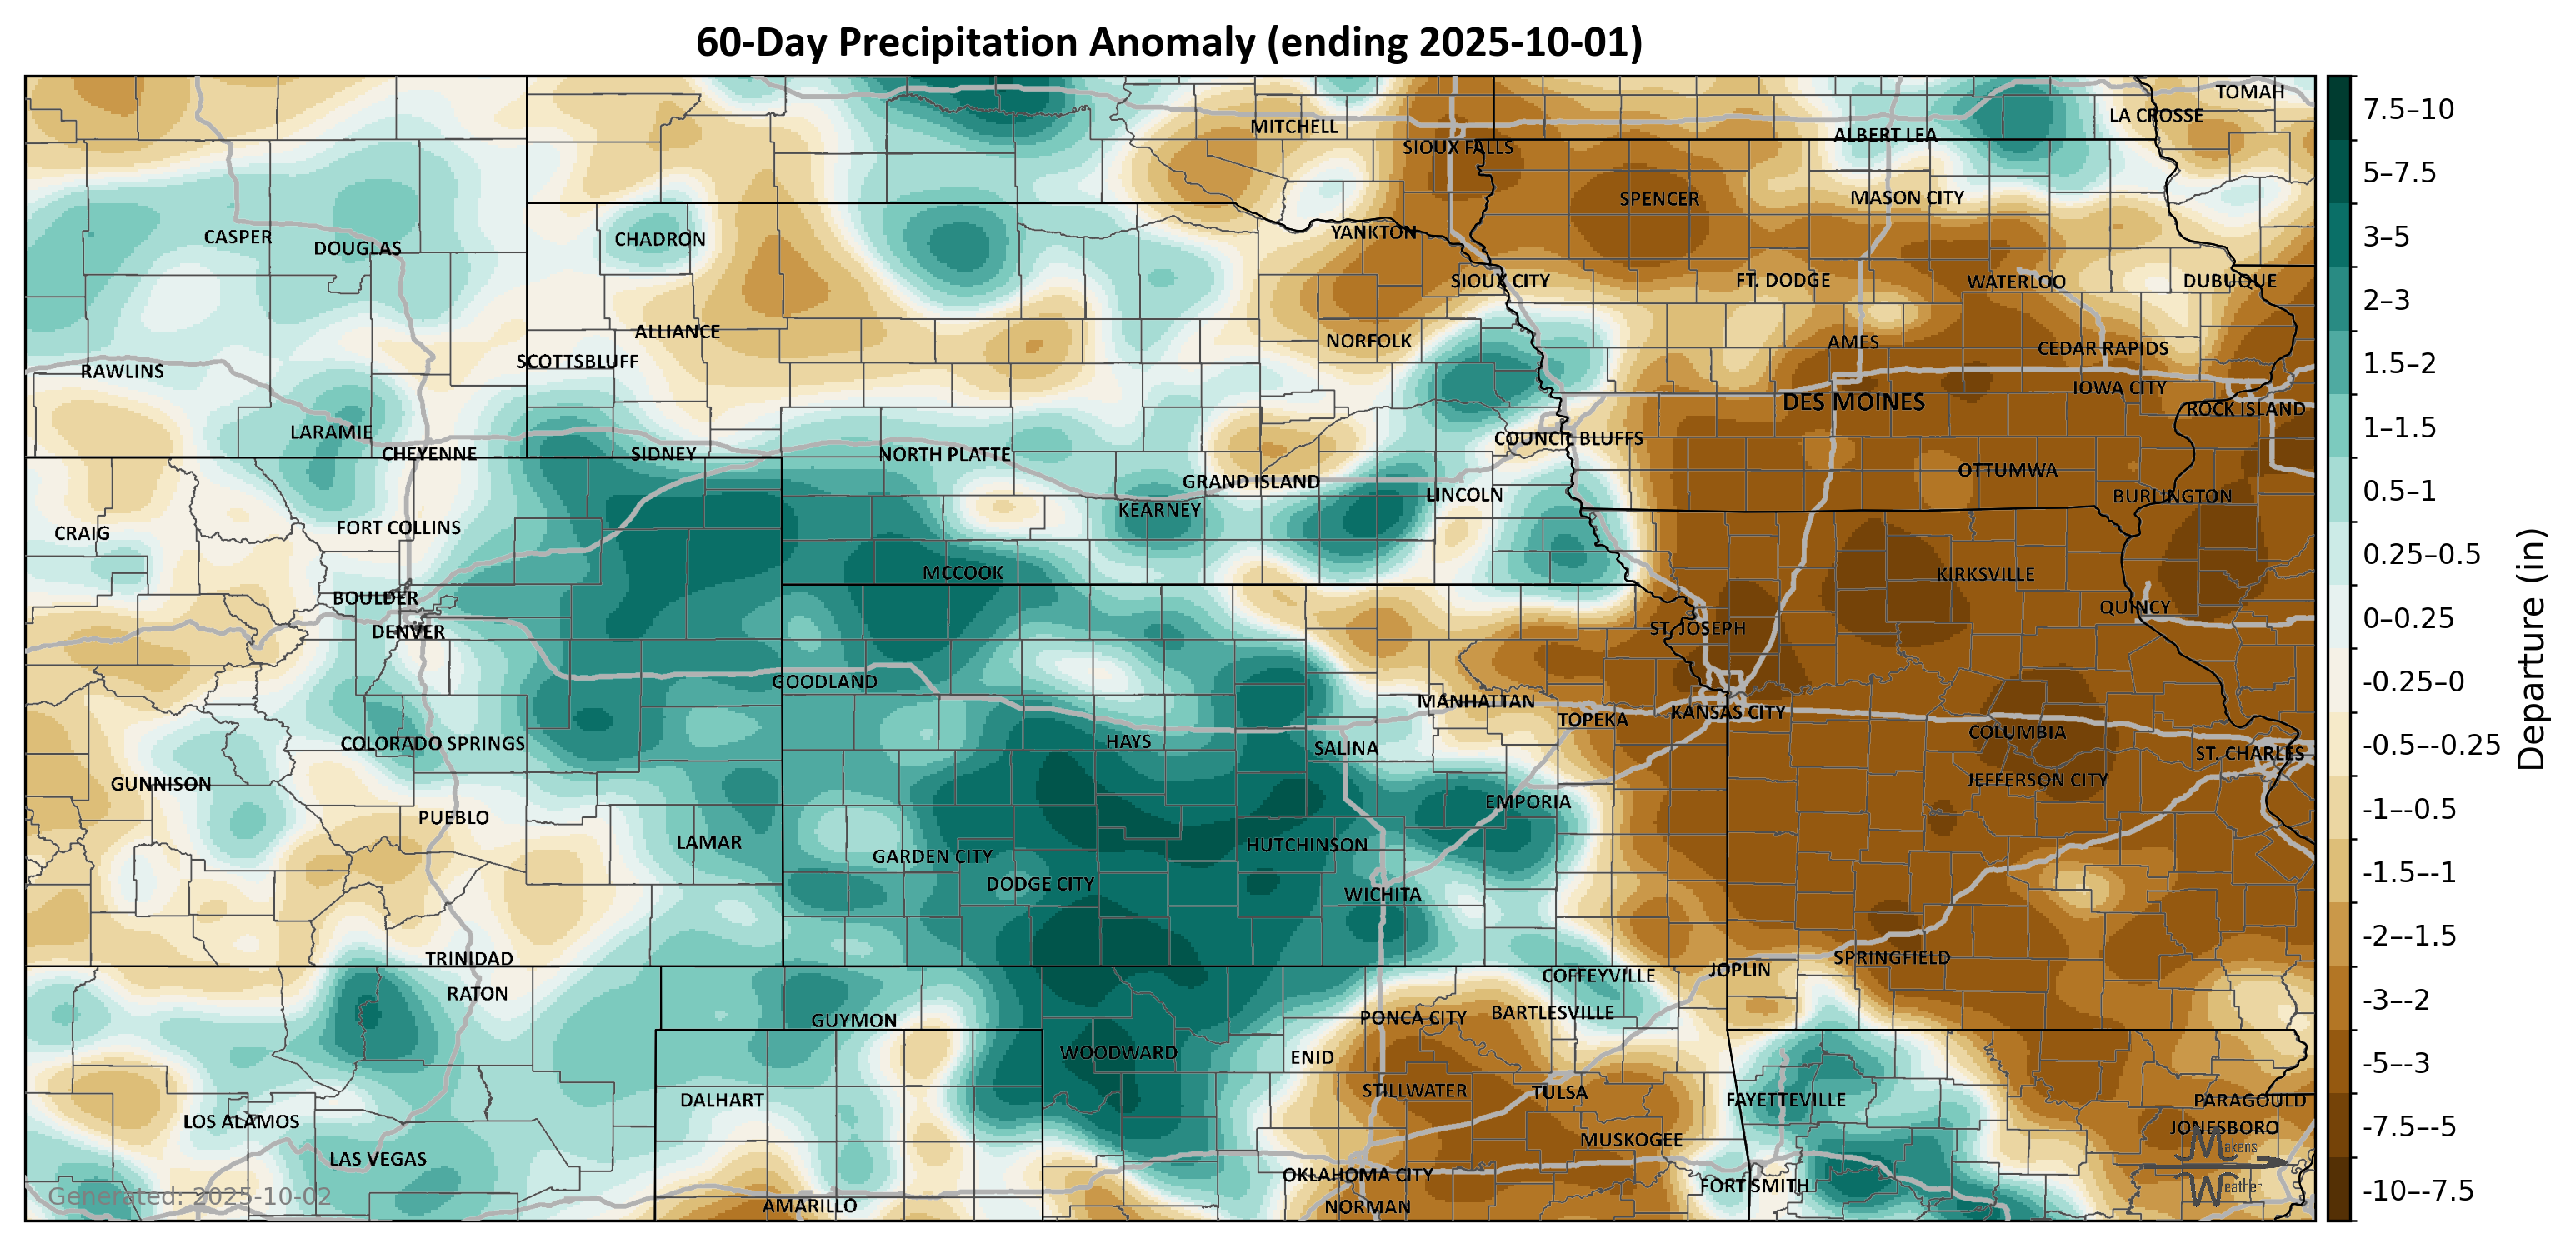 60-Day Precipitation Anomaly (ending 2025-10-01)
TOMAH
LA CROSSE
MITCHELL
ALBERT LEA
SIOUX FALLS
SPENCER
MASON CITY
YANKTON
CASPER
DOUGLAS
CHADRON
SIOUX CITY
FT. DODGE
WATERLOO
DUBUQUE
ALLIANCE
NORFOLK
AMES
CEDAR RAPIDS
SCOTTSBLUFF
RAWLINS
IOWA CITY
DES MOINES
ROCK ISLAND
LARAMIE
COUNCIL BLUFFS
CHEYENNE
SIDNEY
NORTH PLATTE
OTTUMWA
GRAND ISLAND
LINCOLN
BURLINGTON
KEARNEY
CRAIG
FORT COLLINS
MCCOOK
KIRKSVILLE
BOULDER
QUINCY
DENVER
ST. JOSEPH
GOODLAND
MANHATTAN
KANSAS CITY
TOPEKA
COLUMBIA
COLORADO SPRINGS
HAYS
SALINA
ST. CHARLES
GUNNISON
JEFFERSON CITY
EMPORIA
PUEBLO
LAMAR
HUTCHINSON
GARDEN CITY
DODGE CITY
WICHITA
TRINIDAD
SPRINGFIELD
JOPLIN
COFFEYVILLE
RATON
GUYMON
PONCA CITY
BARTLESVILLE
WOODWARD
ENID
STILLWATER
TULSA
DALHART
FAYETTEVILLE
PARAGOULD
LOS ALAMOS
JONESBORO
MUSKOGEE
LAS VEGAS
OKLAHOMA CITY
FORT SMITH
AMARILLO
NORMAN
Generated: 2025-10-02
Makens
Weather
7.5–10
5–7.5
3–5
2–3
1.5–2
1–1.5
0.5–1
0.25–0.5
0–0.25
-0.25–0
-0.5–-0.25
-1–-0.5
-1.5–-1
-2–-1.5
-3–-2
-5–-3
-7.5–-5
-10–-7.5
Departure (in)